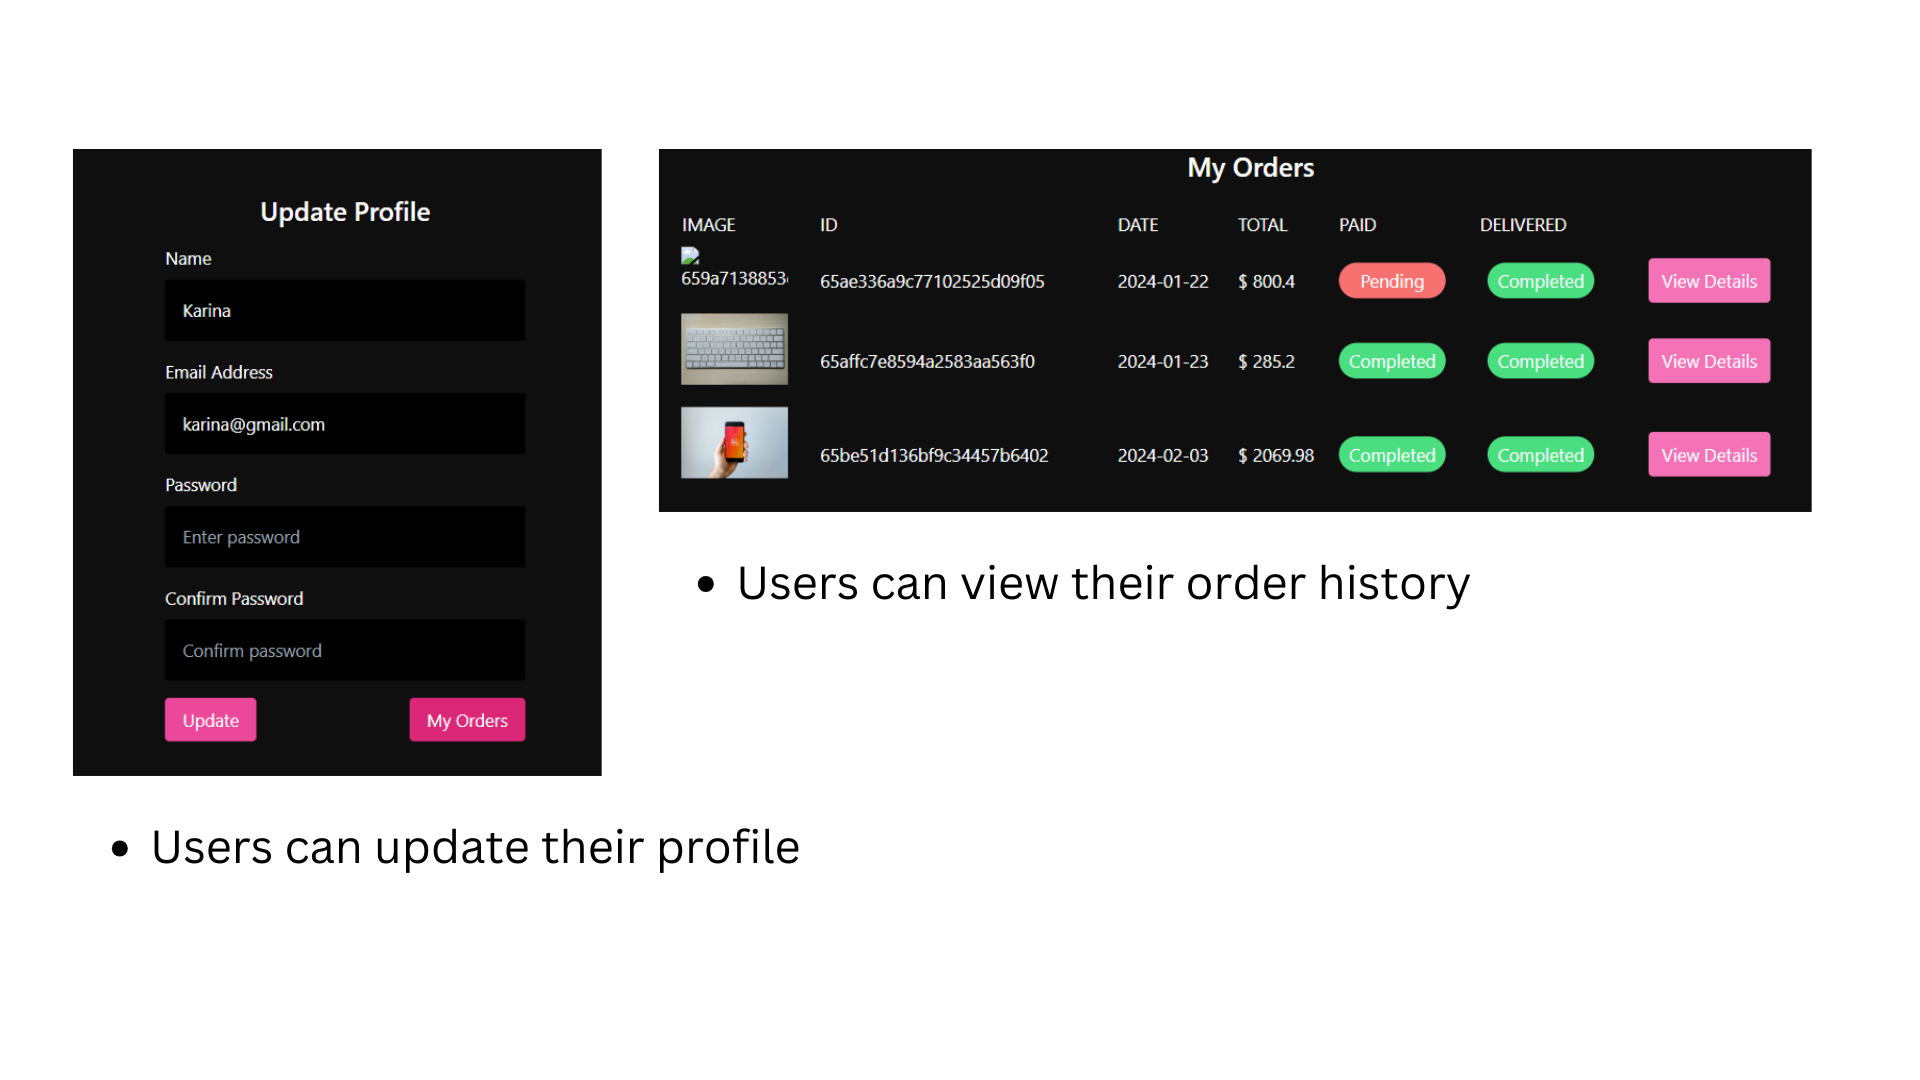 Update Profile
Name
Karina
Email Address
karina@gmail.com
Password
Enter password
Confirm Password
Confirm password
Update My Orders
• Users can update their profile
My Orders
IMAGE ID DATE TOTAL PAID DELIVERED
659a7138853 65ae336a9c77102525d09f05 2024-01-22 $ 800.4 Pending Completed View Details
65affc7e8594a2583aa563f0 2024-01-23 $ 285.2 Completed Completed View Details
65be51d136bf9c34457b6402 2024-02-03 $ 2069.98 Completed Completed View Details
• Users can view their order history